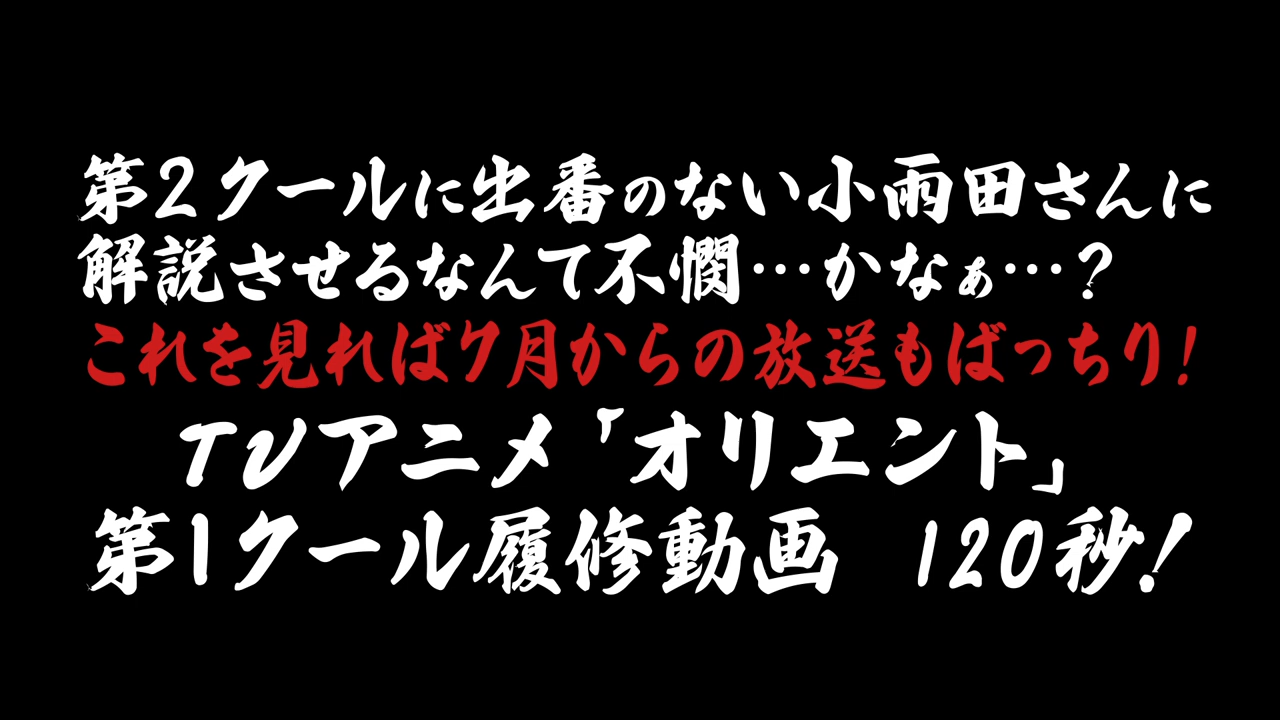 第2クールに出番のない小雨田さんに
解説させるなんて不憫…かなぁ…？
これを見れば7月からの放送もばっちり！
TVアニメ「オリエント」
第1クール履修動画　120秒！